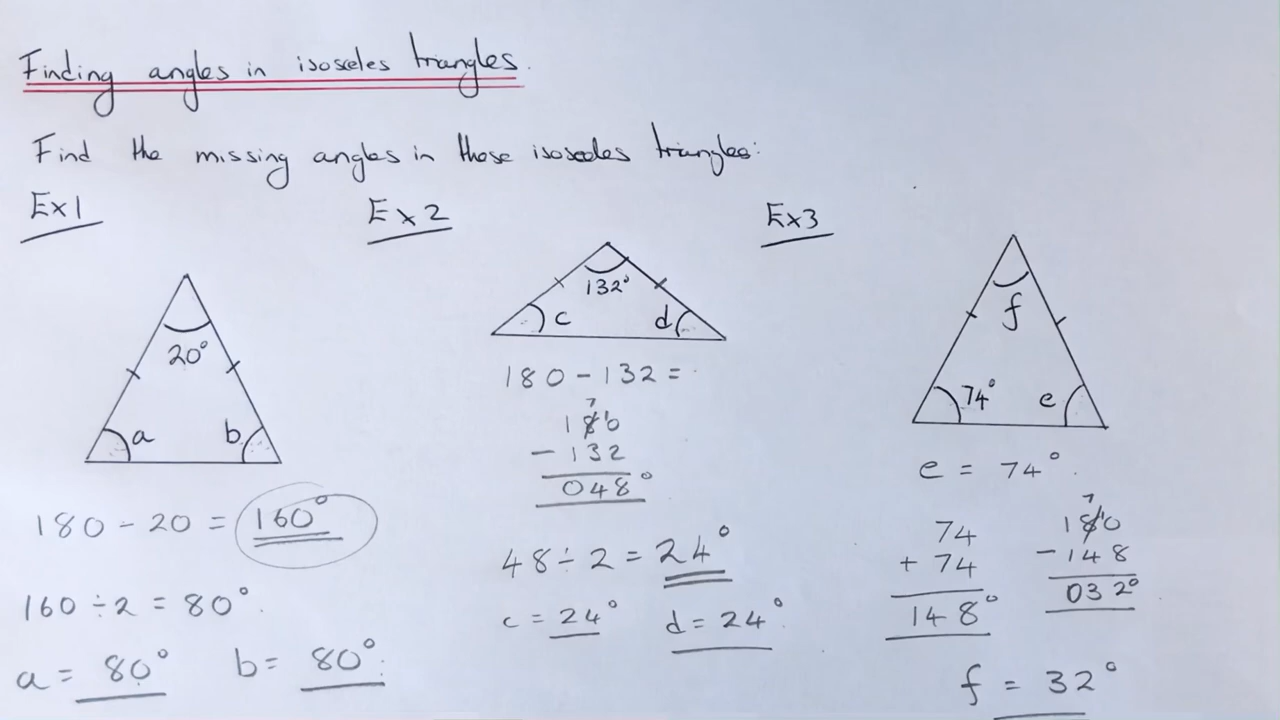 Finding angles in isosceles triangles.
Find the missing angles in these isosceles triangles:
Ex1
20°
a
b
180 - 20 = 160°
160 ÷ 2 = 80°.
a = 80° b = 80°.
Ex2
132°
c
d
180 - 132 =
7
180
- 132
048°
48 ÷ 2 = 24°
c = 24° d = 24°
Ex3
f
74°
e
e = 74°.
74
+ 74
148°
7 1
180
- 148
032°
f = 32°